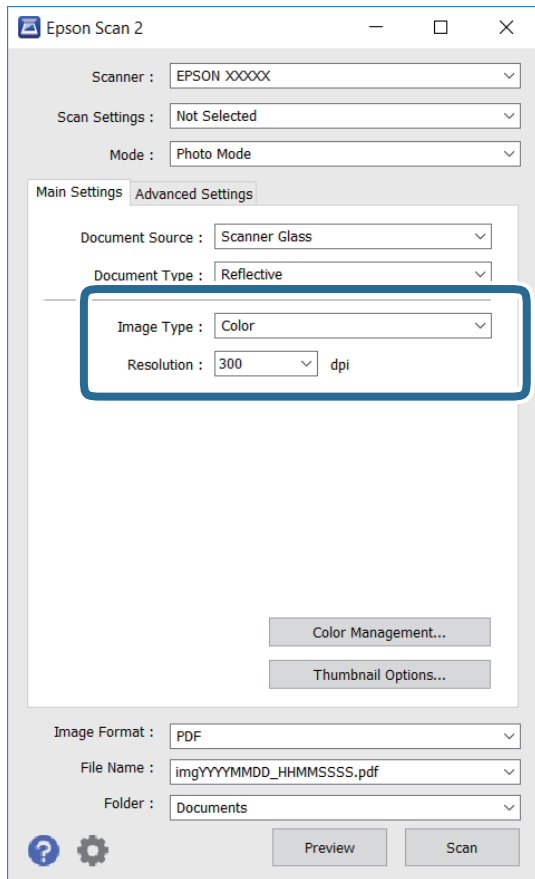 Epson Scan 2
Scanner : EPSON XXXXX
Scan Settings : Not Selected
Mode : Photo Mode
Main Settings Advanced Settings
Document Source : Scanner Glass
Document Type : Reflective
Image Type : Color
Resolution : 300 dpi
Color Management...
Thumbnail Options...
Image Format : PDF
File Name : imgYYYYMMDD_HHMMSSSS.pdf
Folder : Documents
? Preview Scan